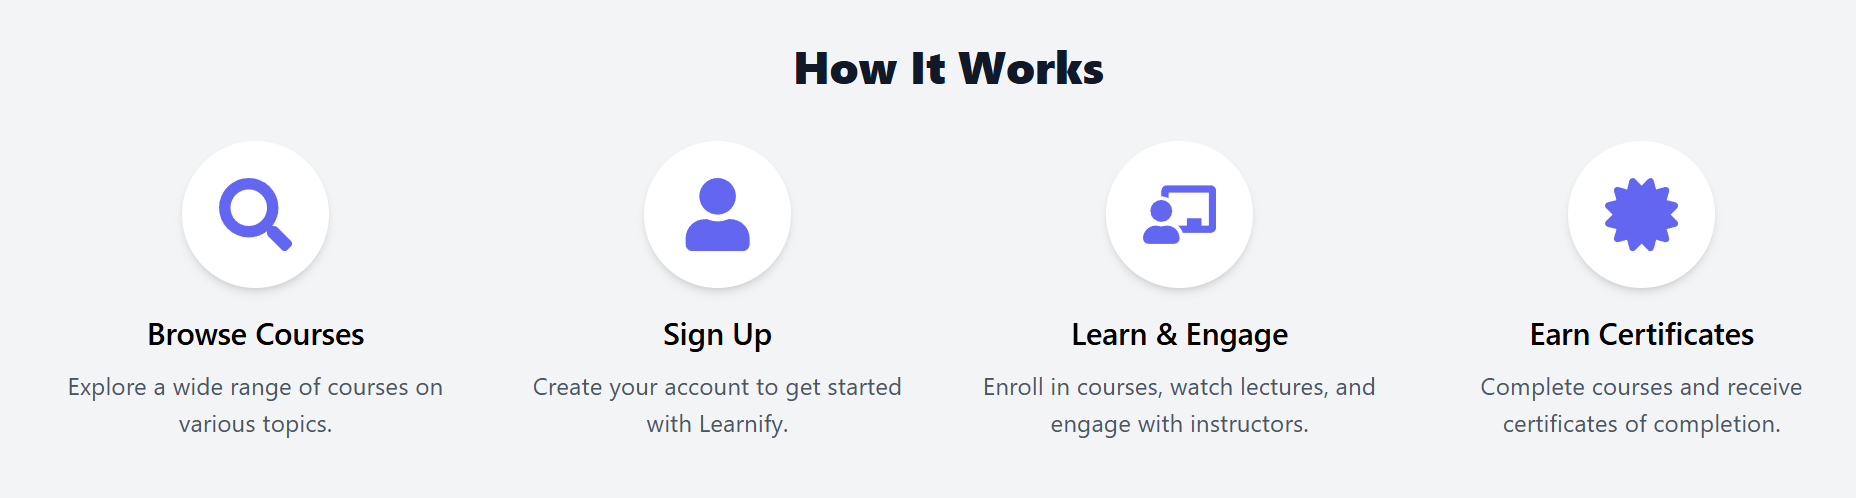 How It Works
Browse Courses
Explore a wide range of courses on
various topics.
Sign Up
Create your account to get started
with Learnify.
Learn & Engage
Enroll in courses, watch lectures, and
engage with instructors.
Earn Certificates
Complete courses and receive
certificates of completion.